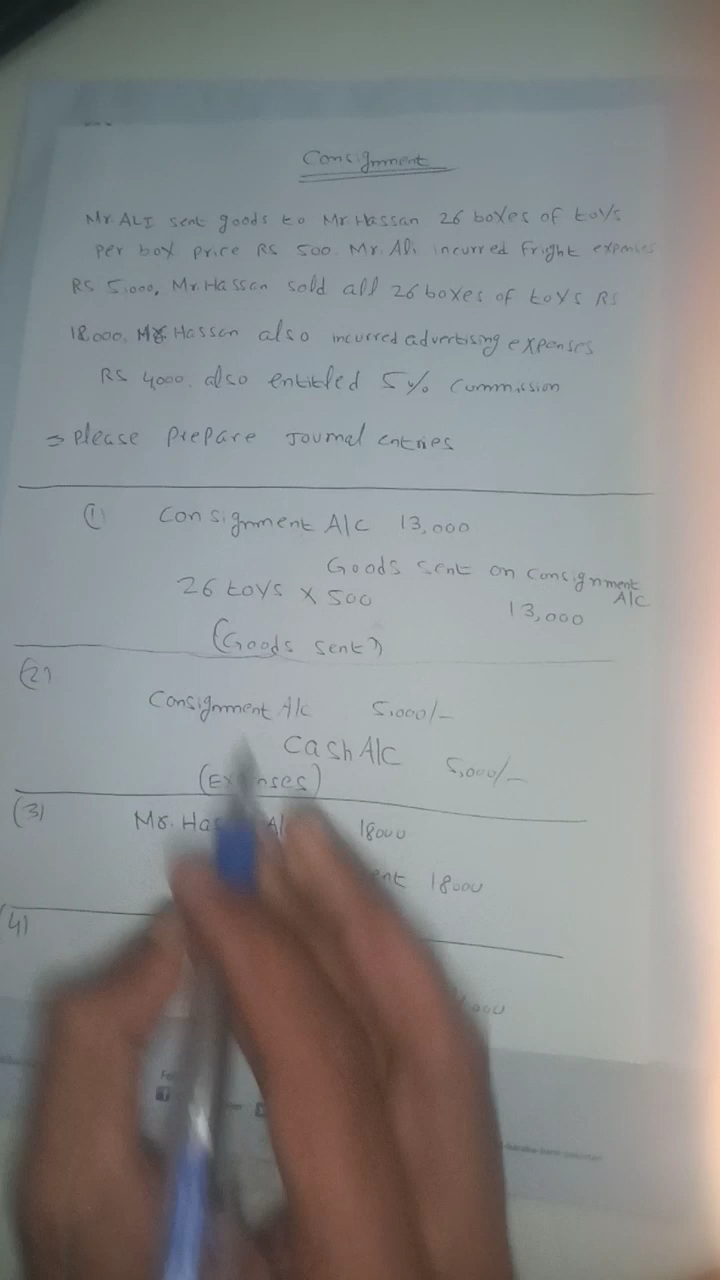 Consignment
Mr. ALI sent goods to Mr Hassan 26 boxes of toys
per box price RS 500. Mr. Ali incurred fright expenses
RS 5,000, Mr. Hassan sold all 26 boxes of toys RS
18,000, Mr Hassan also incurred advertising expenses
RS 4000. also entitled 5% Commission
⇒ Please prepare Journal entries
(1) Consignment A/c 13,000
Goods sent on consignment A/c
26 toys × 500 13,000
(Goods sent)
(2)
Consignment A/c 5,000/-
Cash A/c 5,000/-
(3)
Mr. 18000
18000
(4)